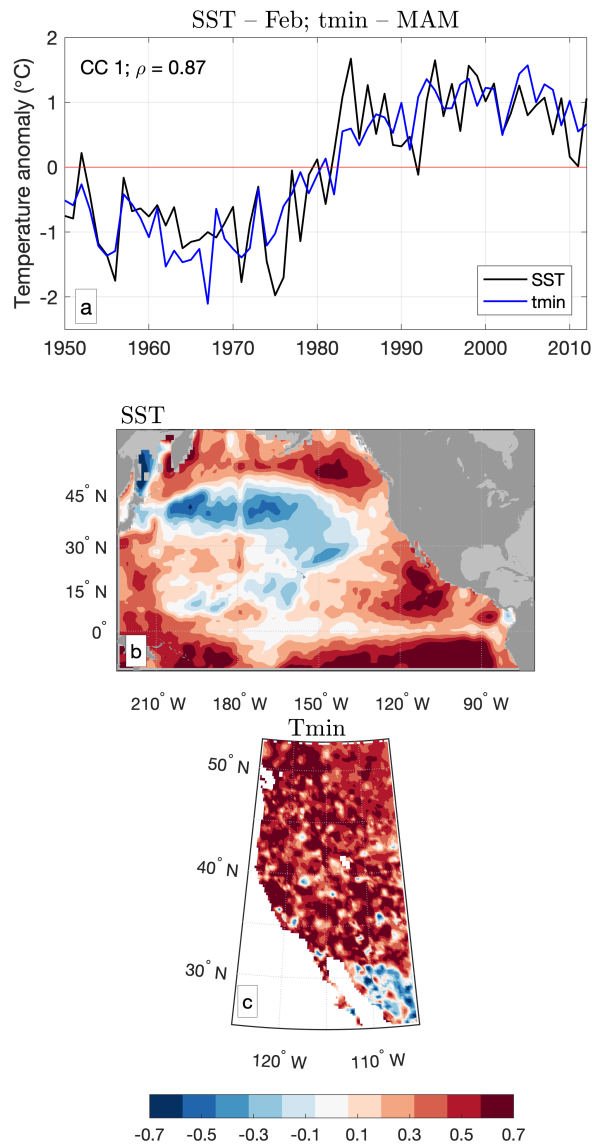 SST – Feb; tmin – MAM
Temperature anomaly (°C)
2
1
0
-1
-2
CC 1; ρ = 0.87
SST
tmin
a
1950 1960 1970 1980 1990 2000 2010
SST
45° N
30° N
15° N
0°
b
210° W 180° W 150° W 120° W 90° W
Tmin
50° N
40° N
30° N
c
120° W 110° W
-0.7 -0.5 -0.3 -0.1 0.1 0.3 0.5 0.7